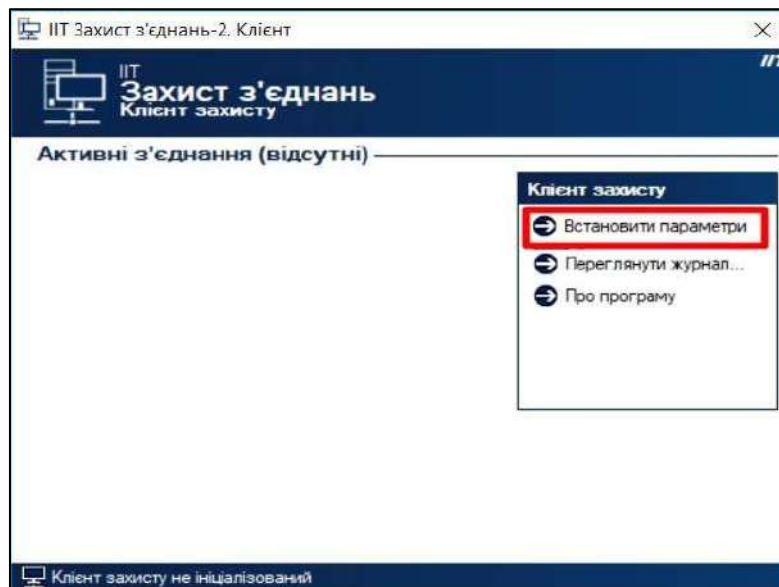 ІІТ Захист з'єднань-2. Клієнт
ІІТ
Захист з'єднань
Клієнт захисту
Активні з'єднання (відсутні)
Клієнт захисту
Встановити параметри
Переглянути журнал...
Про програму
Клієнт захисту не ініціалізований